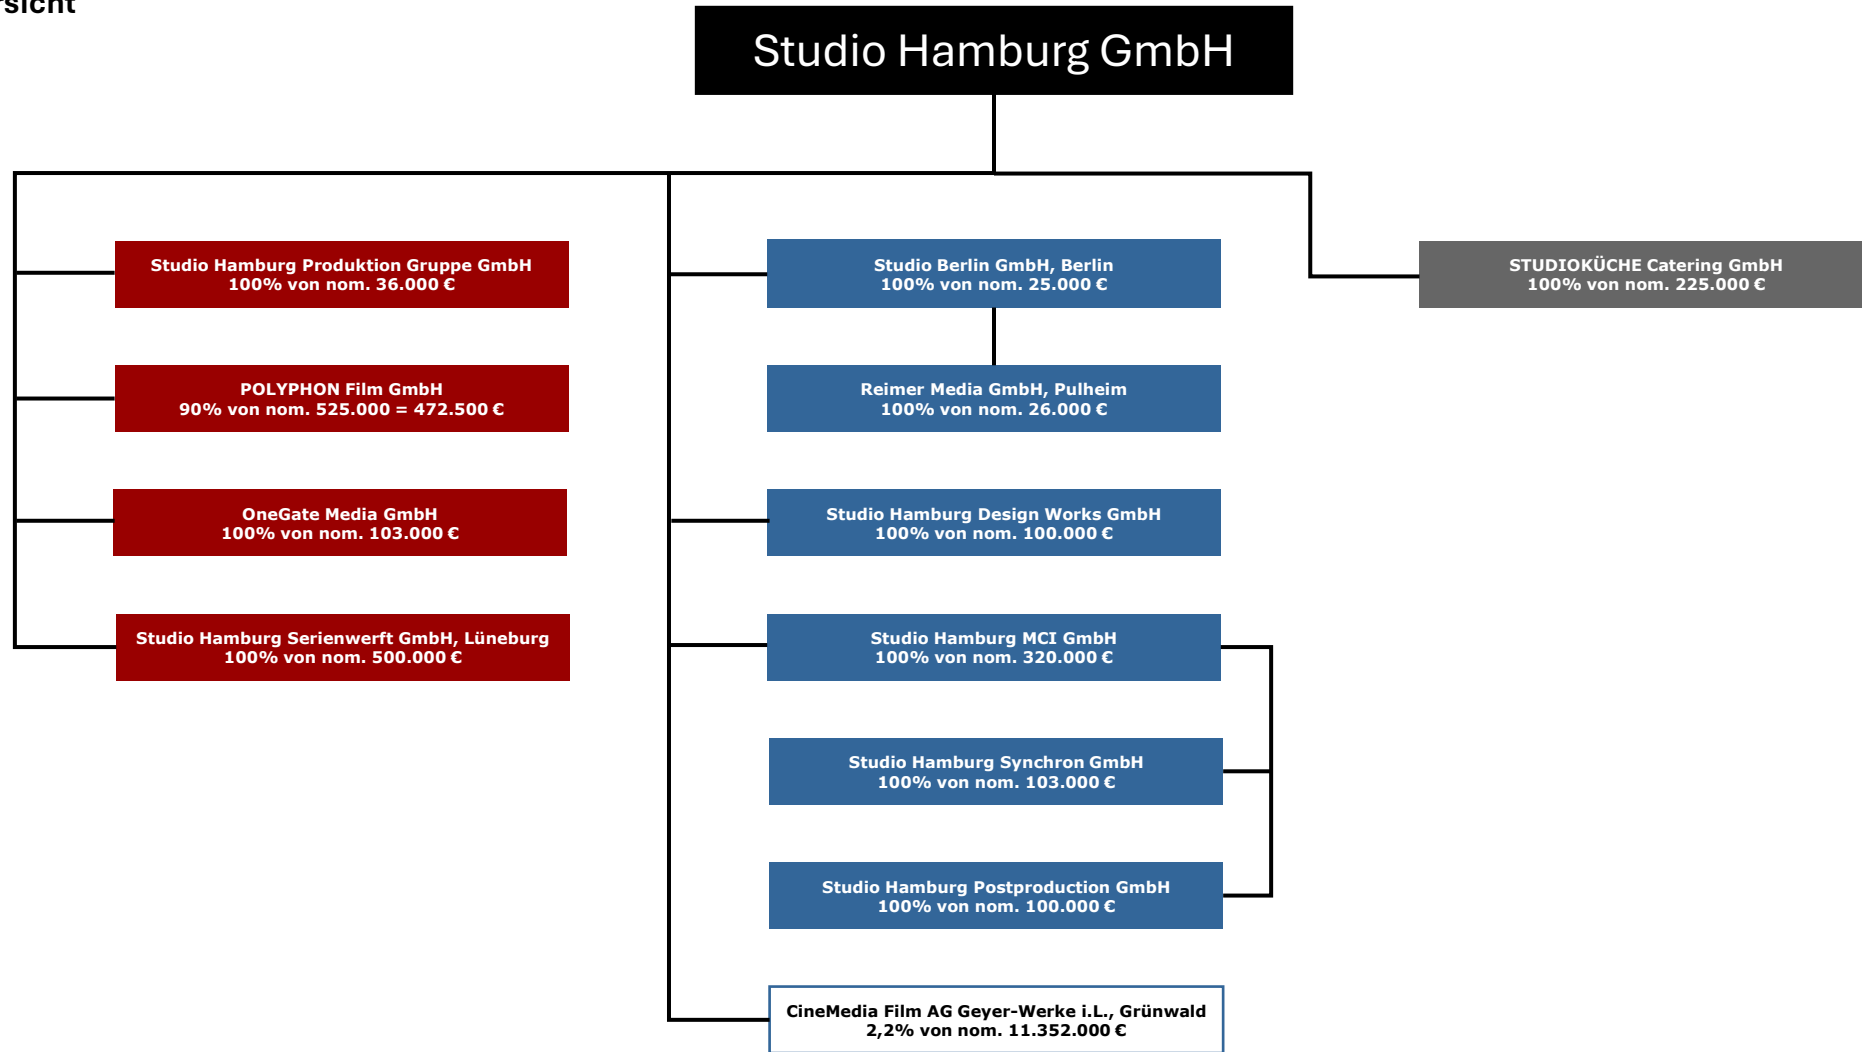 Studio Hamburg GmbH
Studio Hamburg Produktion Gruppe GmbH
100% von nom. 36.000 €
POLYPHON Film GmbH
90% von nom. 525.000 = 472.500 €
OneGate Media GmbH
100% von nom. 103.000 €
Studio Hamburg Serienwerft GmbH, Lüneburg
100% von nom. 500.000 €
Studio Berlin GmbH, Berlin
100% von nom. 25.000 €
Reimer Media GmbH, Pulheim
100% von nom. 26.000 €
Studio Hamburg Design Works GmbH
100% von nom. 100.000 €
Studio Hamburg MCI GmbH
100% von nom. 320.000 €
Studio Hamburg Synchron GmbH
100% von nom. 103.000 €
Studio Hamburg Postproduction GmbH
100% von nom. 100.000 €
CineMedia Film AG Geyer-Werke i.L., Grünwald
2,2% von nom. 11.352.000 €
STUDIOKÜCHE Catering GmbH
100% von nom. 225.000 €